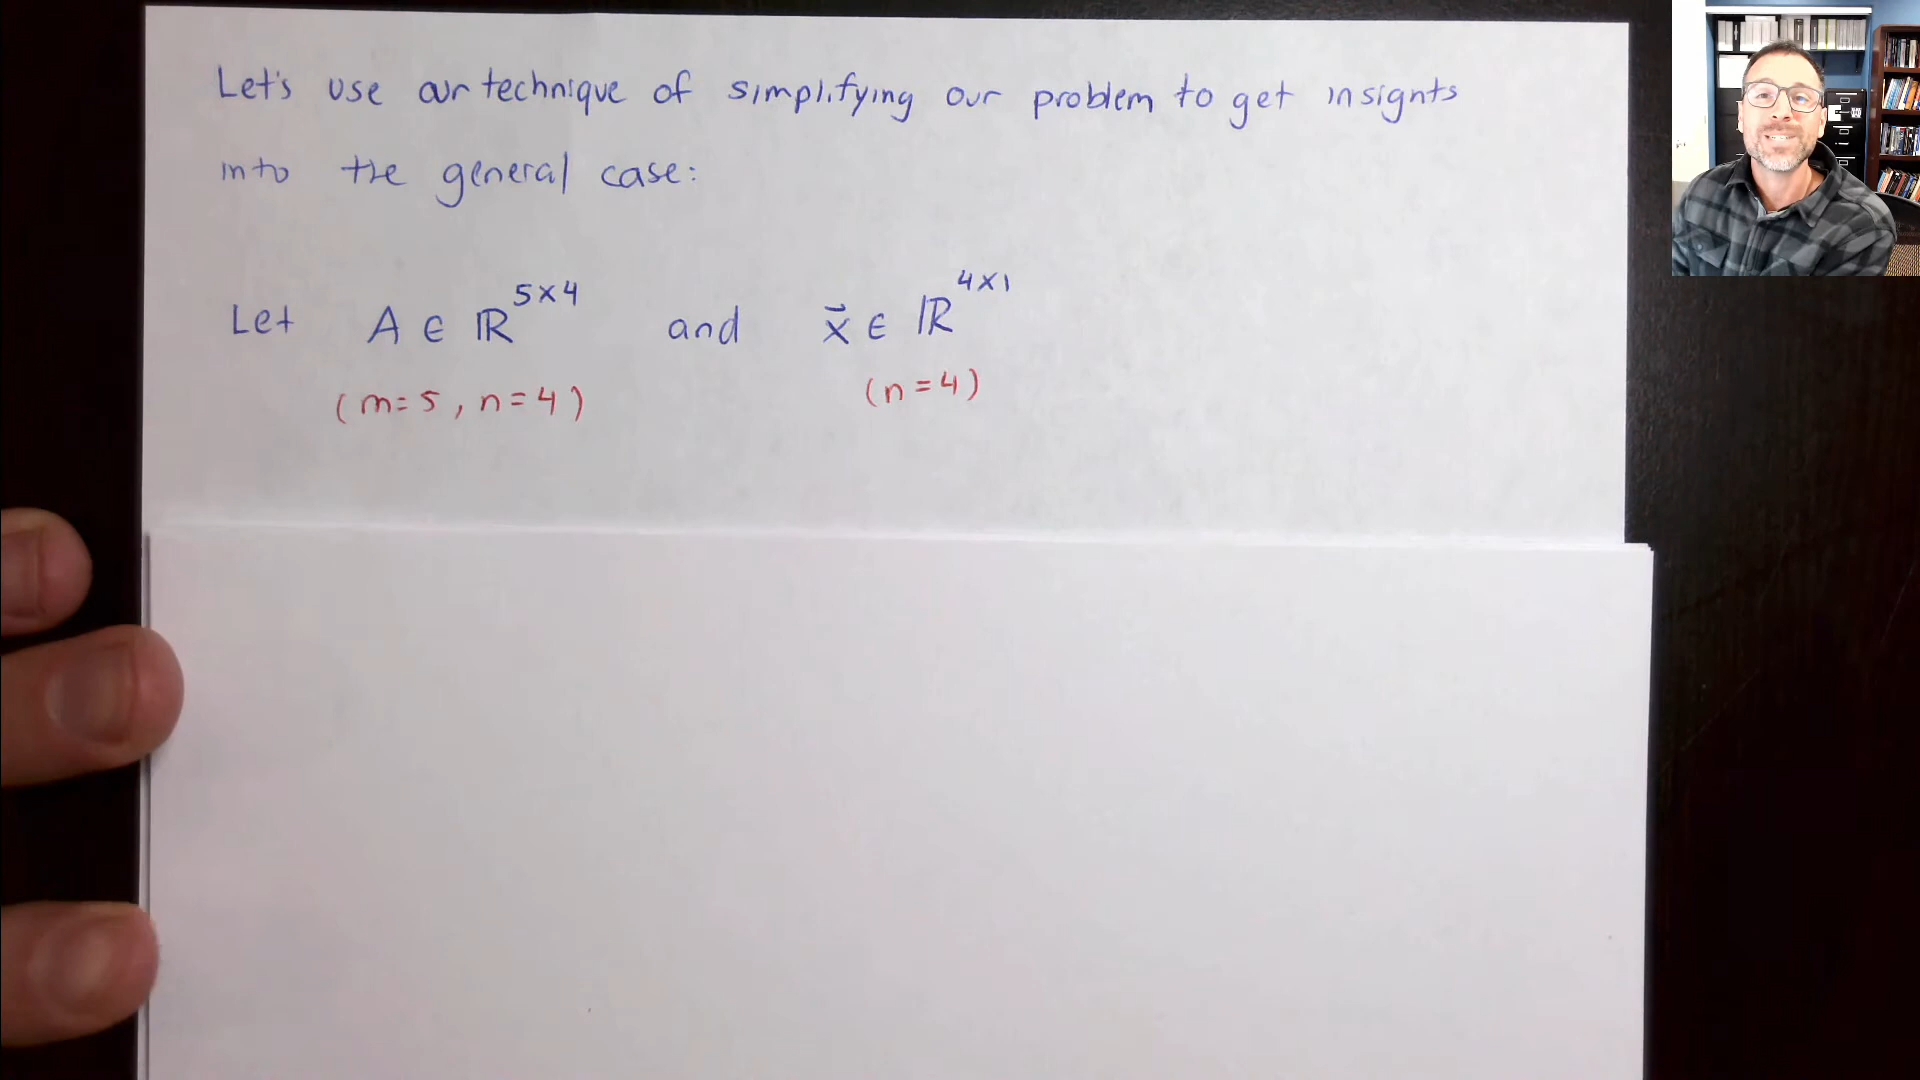 Let's use our technique of simplifying our problem to get insights
into the general case:
Let A ∈ ℝ^{5×4} and \vec{x} ∈ ℝ^{4×1}
(m=5, n=4) (n=4)